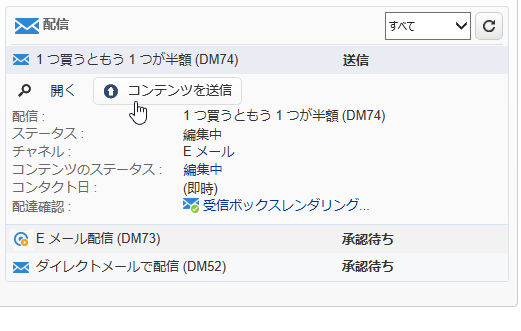 配信
すべて
1 つ買うともう 1 つが半額 (DM74) 送信
開く コンテンツを送信
配信 : 1 つ買うともう 1 つが半額 (DM74)
ステータス : 編集中
チャネル : E メール
コンテンツのステータス : 編集中
コンタクト日 : (即時)
配達確認 : 受信ボックスレンダリング...
E メール配信 (DM73) 承認待ち
ダイレクトメールで配信 (DM52) 承認待ち